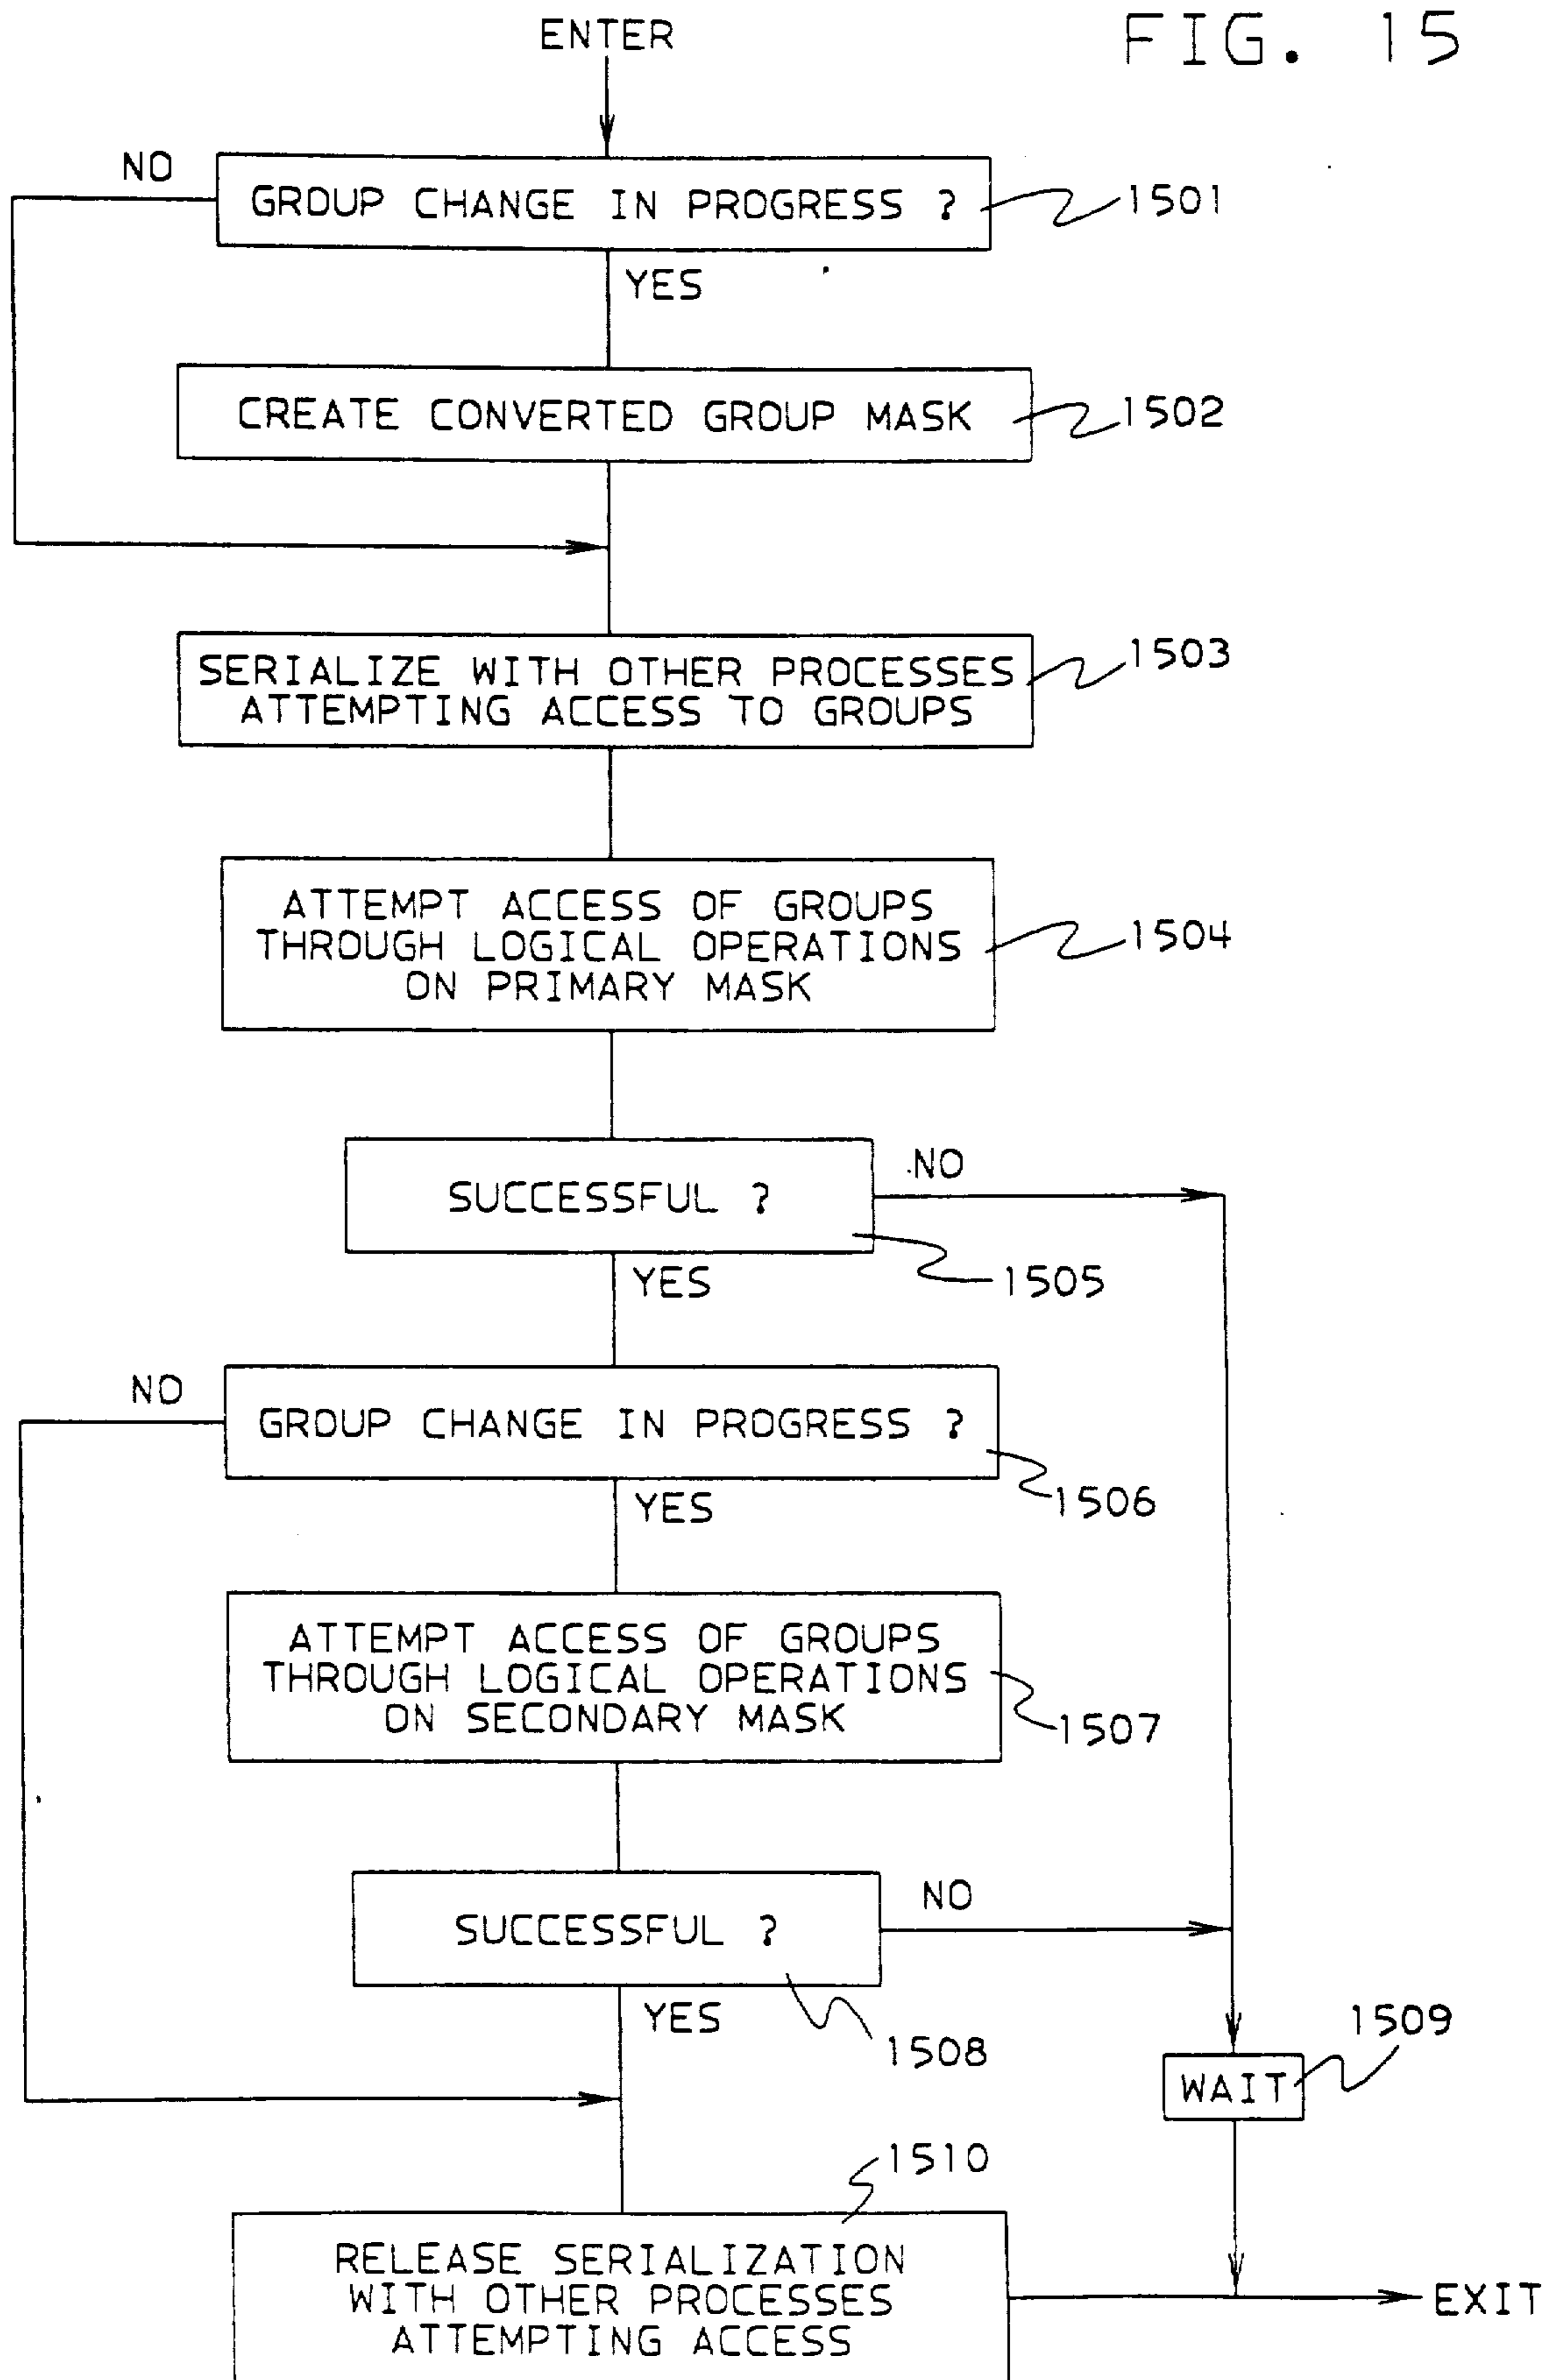 FIG. 15
ENTER
NO
GROUP CHANGE IN PROGRESS ?
1501
YES
CREATE CONVERTED GROUP MASK
1502
SERIALIZE WITH OTHER PROCESSES
ATTEMPTING ACCESS TO GROUPS
1503
ATTEMPT ACCESS OF GROUPS
THROUGH LOGICAL OPERATIONS
ON PRIMARY MASK
1504
SUCCESSFUL ?
NO
1505
YES
NO
GROUP CHANGE IN PROGRESS ?
1506
YES
ATTEMPT ACCESS OF GROUPS
THROUGH LOGICAL OPERATIONS
ON SECONDARY MASK
1507
SUCCESSFUL ?
NO
YES
1508
1509
WAIT
1510
RELEASE SERIALIZATION
WITH OTHER PROCESSES
ATTEMPTING ACCESS
EXIT